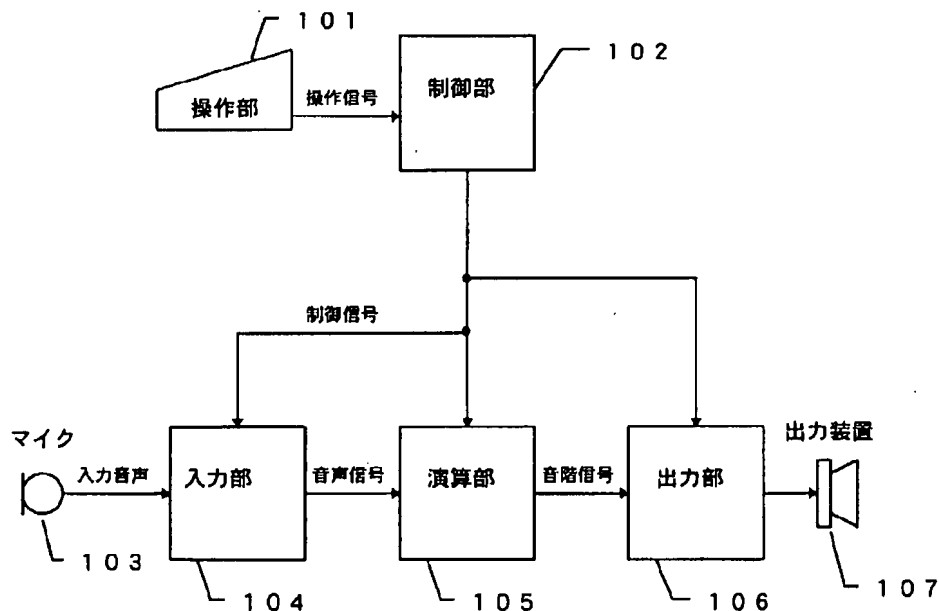 １０１
操作部
操作信号
制御部
１０２
制御信号
マイク
入力音声
１０３
入力部
１０４
音声信号
演算部
１０５
音階信号
出力部
１０６
出力装置
１０７